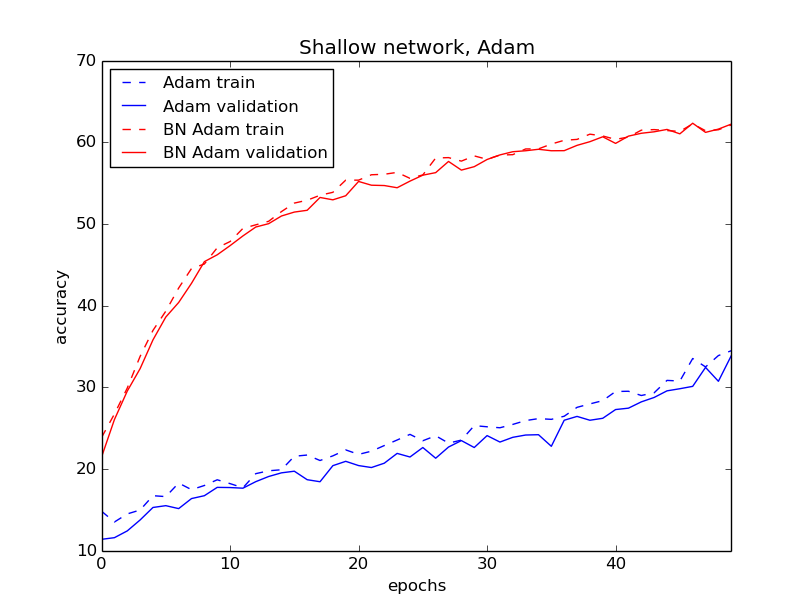 Shallow network, Adam
70
60
50
40
30
20
10
accuracy
Adam train
Adam validation
BN Adam train
BN Adam validation
0 10 20 30 40
epochs